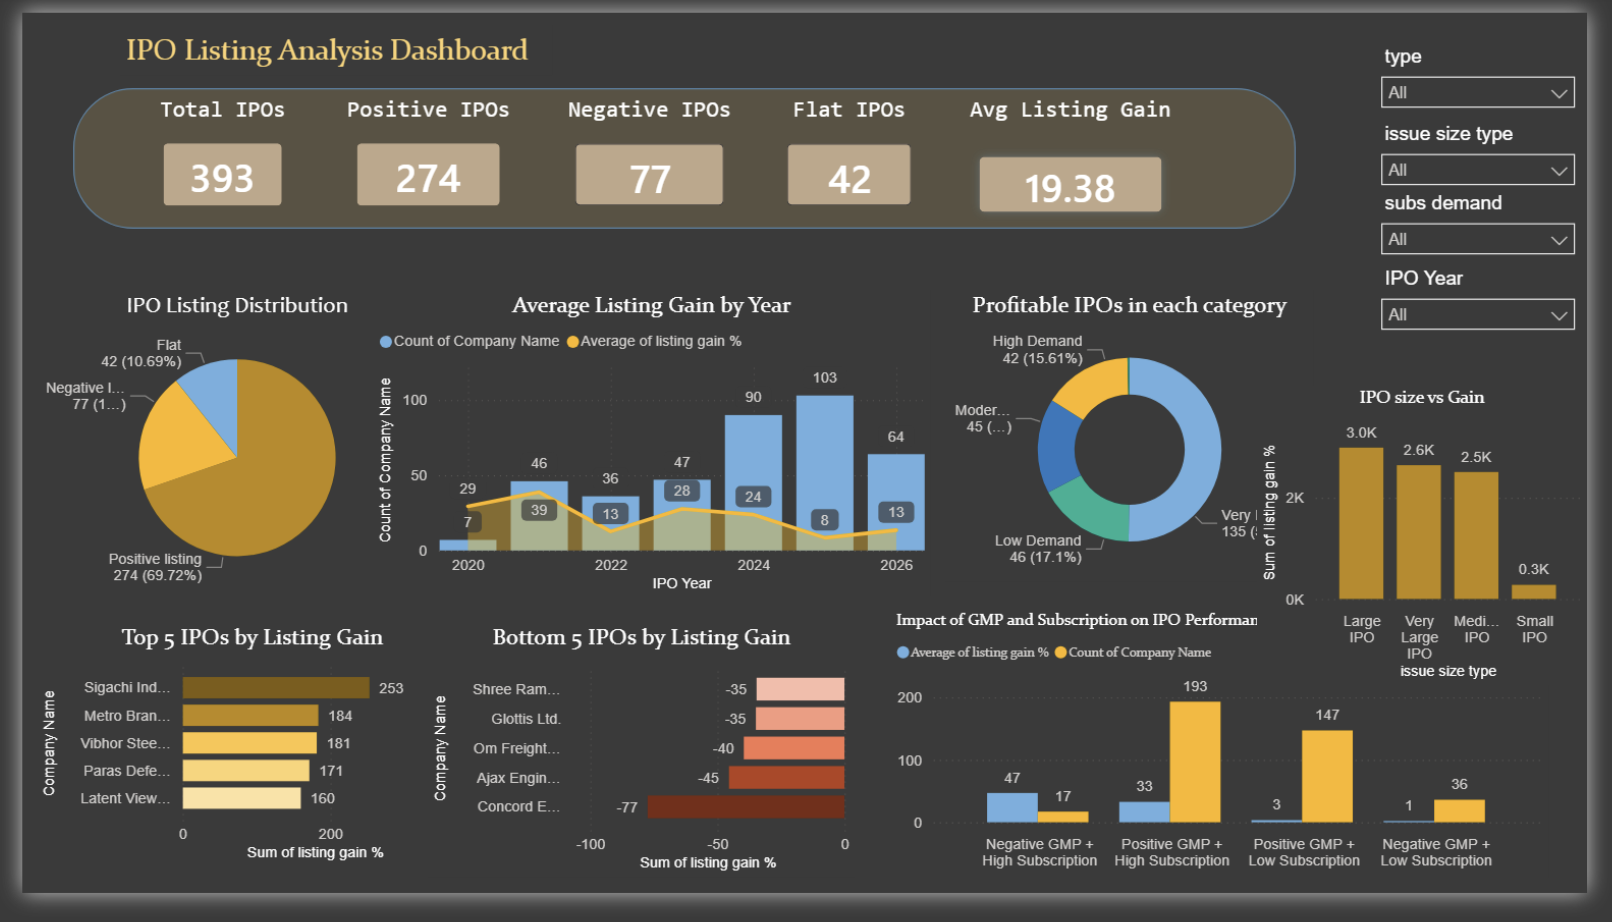 IPO Listing Analysis Dashboard
Total IPOs
Positive IPOs
Negative IPOs
Flat IPOs
Avg Listing Gain
393
274
77
42
19.38
type
All
issue size type
All
subs demand
All
IPO Year
All
IPO Listing Distribution
Flat
42 (10.69%)
Negative I...
77 (1...)
Positive listing
274 (69.72%)
Average Listing Gain by Year
Count of Company Name
Average of listing gain %
Count of Company Name
100
50
0
29
7
46
39
36
13
47
28
90
24
103
8
64
13
2020
2022
2024
2026
IPO Year
Profitable IPOs in each category
High Demand
42 (15.61%)
Moder...
45 (...)
Low Demand
46 (17.1%)
Very
135 (
IPO size vs Gain
Sum of listing gain %
2K
0K
3.0K
2.6K
2.5K
0.3K
Large
IPO
Very
Large
IPO
Medi...
IPO
Small
IPO
issue size type
Top 5 IPOs by Listing Gain
Company Name
Sigachi Ind...
253
Metro Bran...
184
Vibhor Stee...
181
Paras Defe...
171
Latent View...
160
0
200
Sum of listing gain %
Bottom 5 IPOs by Listing Gain
Company Name
Shree Ram...
-35
Glottis Ltd.
-35
Om Freight...
-40
Ajax Engin...
-45
Concord E...
-77
-100
-50
0
Sum of listing gain %
Impact of GMP and Subscription on IPO Performan
Average of listing gain %
Count of Company Name
200
100
0
47
17
33
193
3
147
1
36
Negative GMP +
High Subscription
Positive GMP +
High Subscription
Positive GMP +
Low Subscription
Negative GMP +
Low Subscription